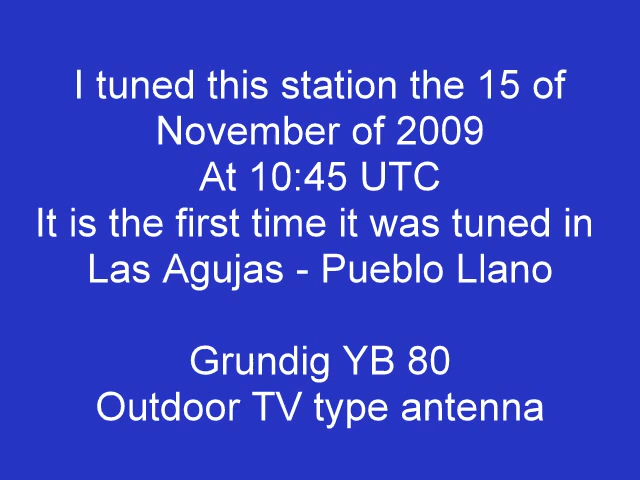 I tuned this station the 15 of
November of 2009
At 10:45 UTC
It is the first time it was tuned in
Las Agujas - Pueblo Llano
Grundig YB 80
Outdoor TV type antenna